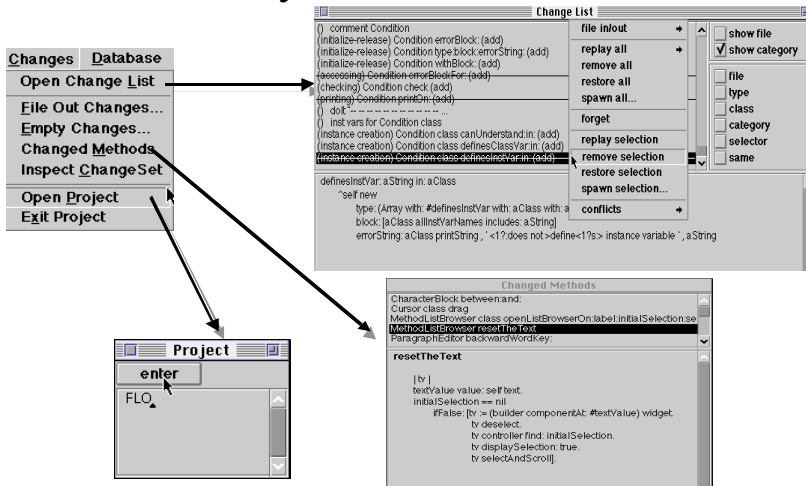 Changes Database
Open Change List
File Out Changes...
Empty Changes...
Changed Methods
Inspect ChangeSet
Open Project
Exit Project
Change List
() comment Condition
(initialize-release) Condition errorBlock: (add)
(initialize-release) Condition type:block:errorString: (add)
(initialize-release) Condition withBlock: (add)
(accessing) Condition errorBlockFor: (add)
(checking) Condition check (add)
(printing) Condition printOn: (add)
() doIt "-- -- -- -- -- -- -- -- ...
() inst vars for Condition class
(instance creation) Condition class canUnderstand:in: (add)
(instance creation) Condition class definesClassVar:in: (add)
(instance creation) Condition class definesInstVar:in: (add)
file in/out
replay all
remove all
restore all
spawn all...
forget
replay selection
remove selection
restore selection
spawn selection...
conflicts
show file
show category
file
type
class
category
selector
same
definesInstVar: aString in: aClass
^self new
type: (Array with: #definesInstVar with: aClass with: a
block: [aClass allInstVarNames includes: aString]
errorString: aClass printString , ' <1?:does not>define<1?s:> instance variable ' , aString
Project
enter
FLO
Changed Methods
CharacterBlock between:and:
Cursor class drag
MethodListBrowser class openListBrowserOn:label:initialSelection:se
MethodListBrowser resetTheText
ParagraphEditor backwardWordKey:
resetTheText
| tv |
textValue value: self text.
initialSelection == nil
ifFalse: [tv := (builder componentAt: #textValue) widget.
tv deselect.
tv controller find: initialSelection.
tv displaySelection: true.
tv selectAndScroll].